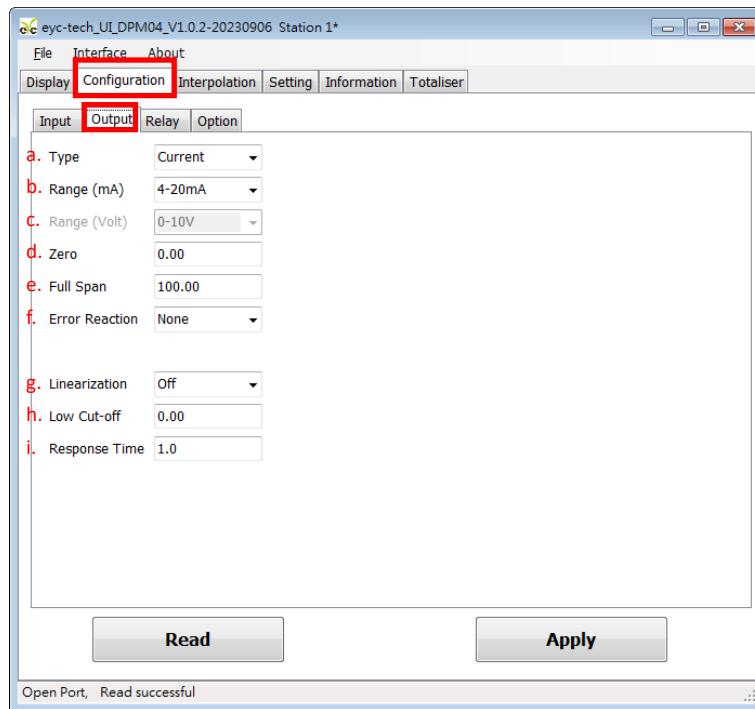 eyc eyc-tech_UI_DPM04_V1.0.2-20230906 Station 1*
File Interface About
Display Configuration Interpolation Setting Information Totaliser
Input Output Relay Option
a. Type Current
b. Range (mA) 4-20mA
c. Range (Volt) 0-10V
d. Zero 0.00
e. Full Span 100.00
f. Error Reaction None
g. Linearization Off
h. Low Cut-off 0.00
i. Response Time 1.0
Read Apply
Open Port, Read successful